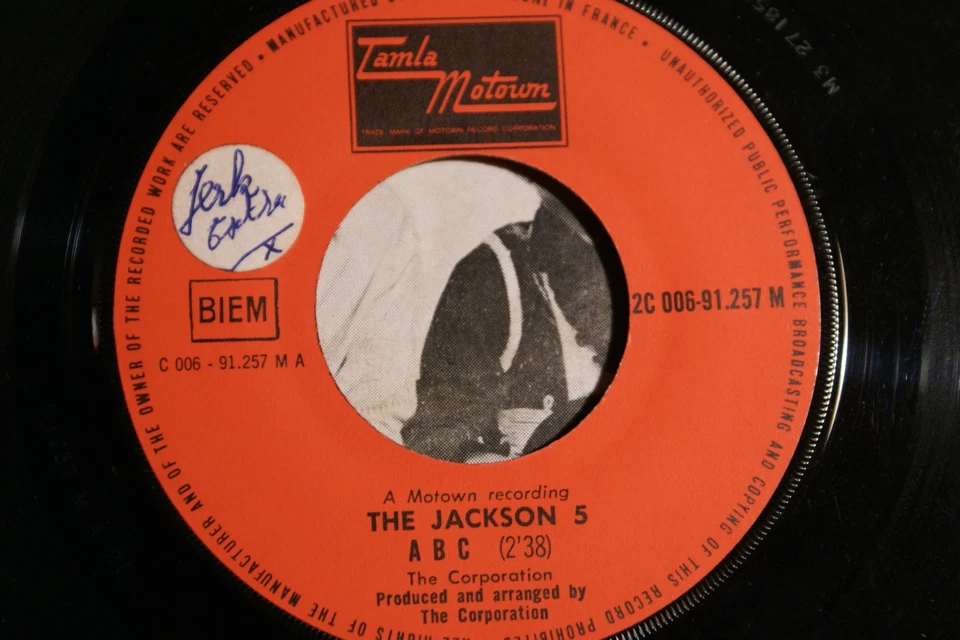 Tamla
Motown
TRADE MARK OF MOTOWN RECORD CORPORATION
Jerk
Extra
X
BIEM
C 006 - 91.257 M A
2C 006-91.257 M
A Motown recording
THE JACKSON 5
A B C (2'38)
The Corporation
Produced and arranged by
The Corporation
RIGHTS OF THE MANUFACTURER AND OF THE OWNER OF THE RECORDED WORK ARE RESERVED • MANUFACTURED
IN FRANCE • UNAUTHORIZED PUBLIC PERFORMANCE BROADCASTING AND COPYING OF THIS RECORD PROHIBITED
M3 27185